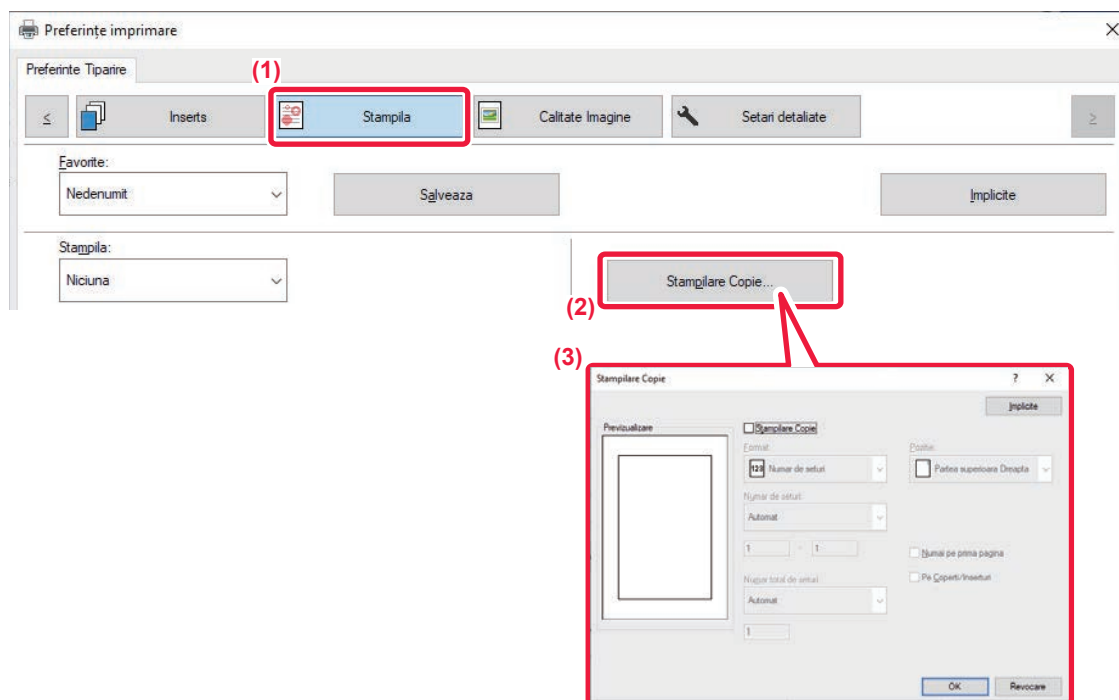 Preferințe imprimare
Preferinte Tiparire
(1)
< Inserts Stampila Calitate Imagine Setari detaliate >
Favorite:
Nedenumit Salveaza Implicite
Stampila:
Niciuna Stampilare Copie...
(2)
(3)
Stampilare Copie ? X
Implicite
Previzualizare Stampilare Copie
Format: Pozitie:
123 Numar de seturi Partea superioara Dreapta
Numar de seturi:
Automat
1 - 1 Numai pe prima pagina
Numar total de seturi: Pe Coperti/Inserturi
Automat
1
OK Revocare